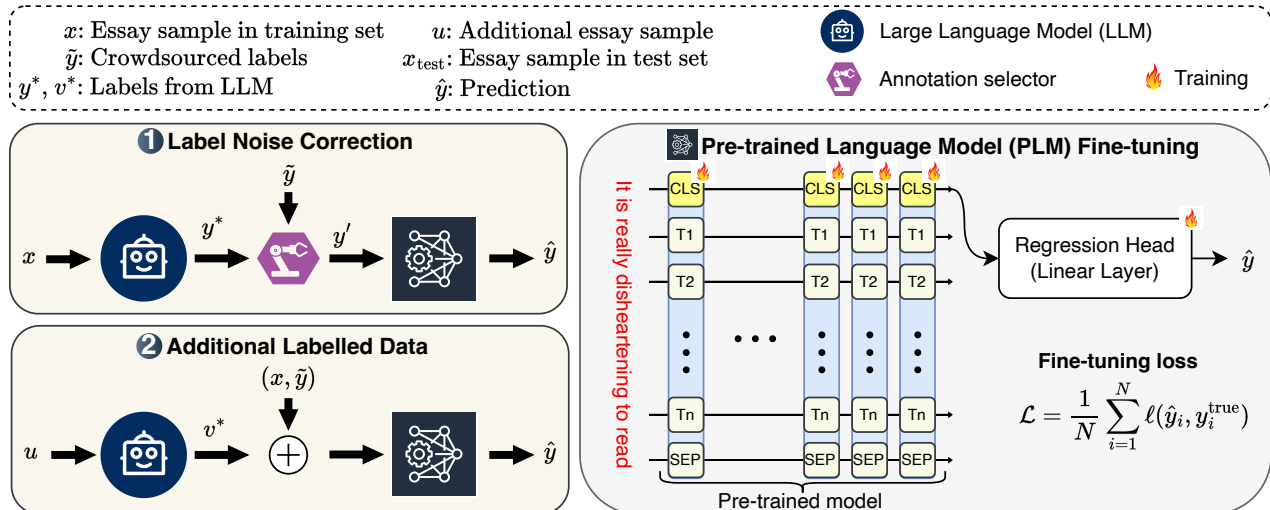 x: Essay sample in training set
u: Additional essay sample
Large Language Model (LLM)
ỹ: Crowdsourced labels
x_test: Essay sample in test set
y*, v*: Labels from LLM
ŷ: Prediction
Annotation selector
Training
1 Label Noise Correction
ỹ
x
y*
y′
ŷ
2 Additional Labelled Data
(x, ỹ)
u
v*
+
ŷ
Pre-trained Language Model (PLM) Fine-tuning
It is really disheartening to read
CLS CLS CLS CLS
T1 T1 T1 T1
T2 T2 T2 T2
Tn Tn Tn Tn
SEP SEP SEP SEP
Pre-trained model
Regression Head
(Linear Layer)
ŷ
Fine-tuning loss
ℒ = 1/N ∑_{i=1}^{N} ℓ(ŷ_i, y_i^true)